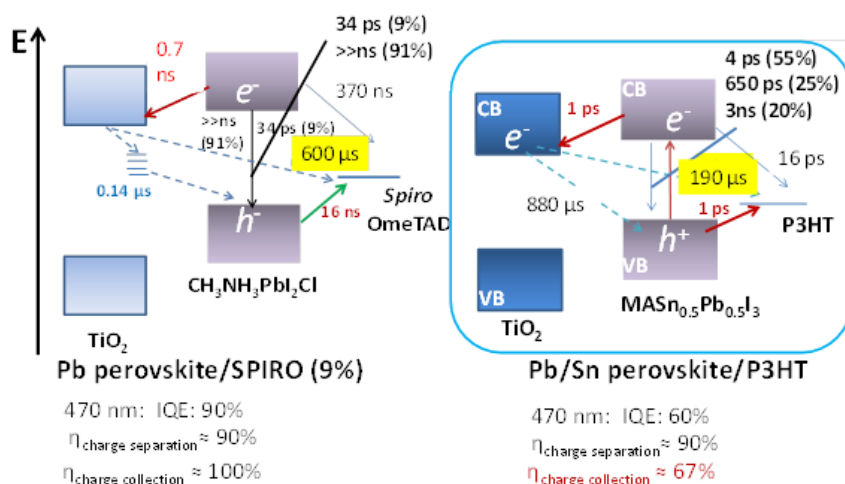 E
0.7
ns
34 ps (9%)
>>ns (91%)
e⁻
370 ns
>>ns
(91%)
34 ps (9%)
600 µs
0.14 µs
Spiro
OmeTAD
h⁻
16 ns
CH₃NH₃PbI₂Cl
TiO₂
Pb perovskite/SPIRO (9%)
470 nm: IQE: 90%
η charge separation ≈ 90%
η charge collection ≈ 100%
4 ps (55%)
650 ps (25%)
3ns (20%)
CB
e⁻
1 ps
CB
e⁻
16 ps
190 µs
880 µs
1 ps
P3HT
h⁺
VB
VB
MASn₀.₅Pb₀.₅I₃
TiO₂
Pb/Sn perovskite/P3HT
470 nm: IQE: 60%
η charge separation ≈ 90%
η charge collection ≈ 67%